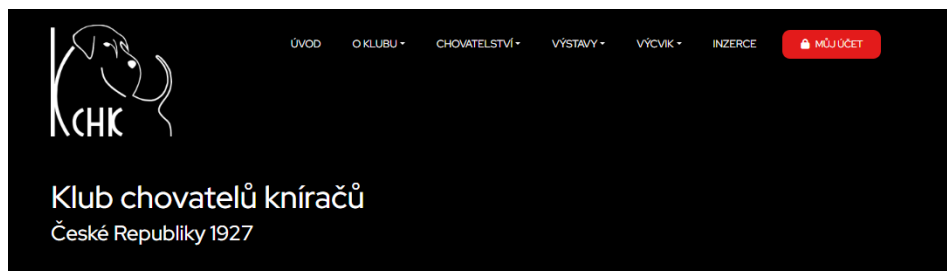 ÚVOD
O KLUBU
CHOVATELSTVÍ
VÝSTAVY
VÝCVIK
INZERCE
MŮJ ÚČET
KCHK
Klub chovatelů kníračů
České Republiky 1927